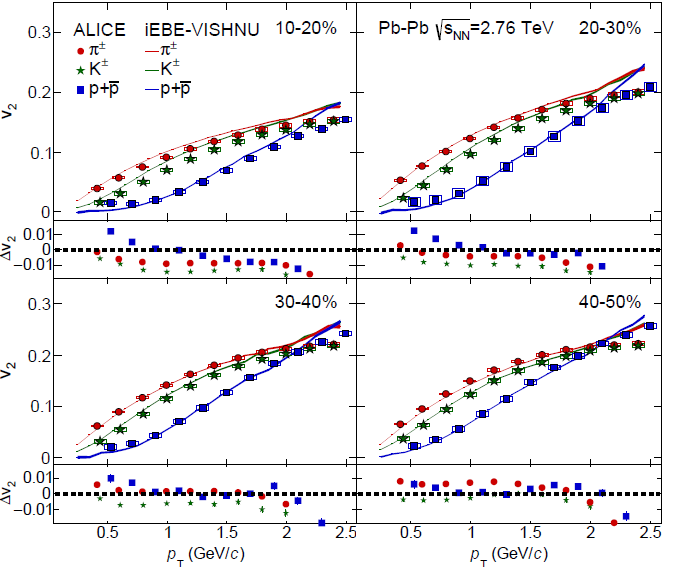 ALICE iEBE-VISHNU 10-20%
π± π±
K± K±
p+p̅ p+p̅
Pb-Pb √sNN=2.76 TeV 20-30%
v2
0.3
0.2
0.1
0
Δv2
0.01
0
−0.01
30-40%
40-50%
v2
0.3
0.2
0.1
0
Δv2
0.01
0
−0.01
0.5 1 1.5 2 2.5
0.5 1 1.5 2 2.5
pT (GeV/c)
pT (GeV/c)